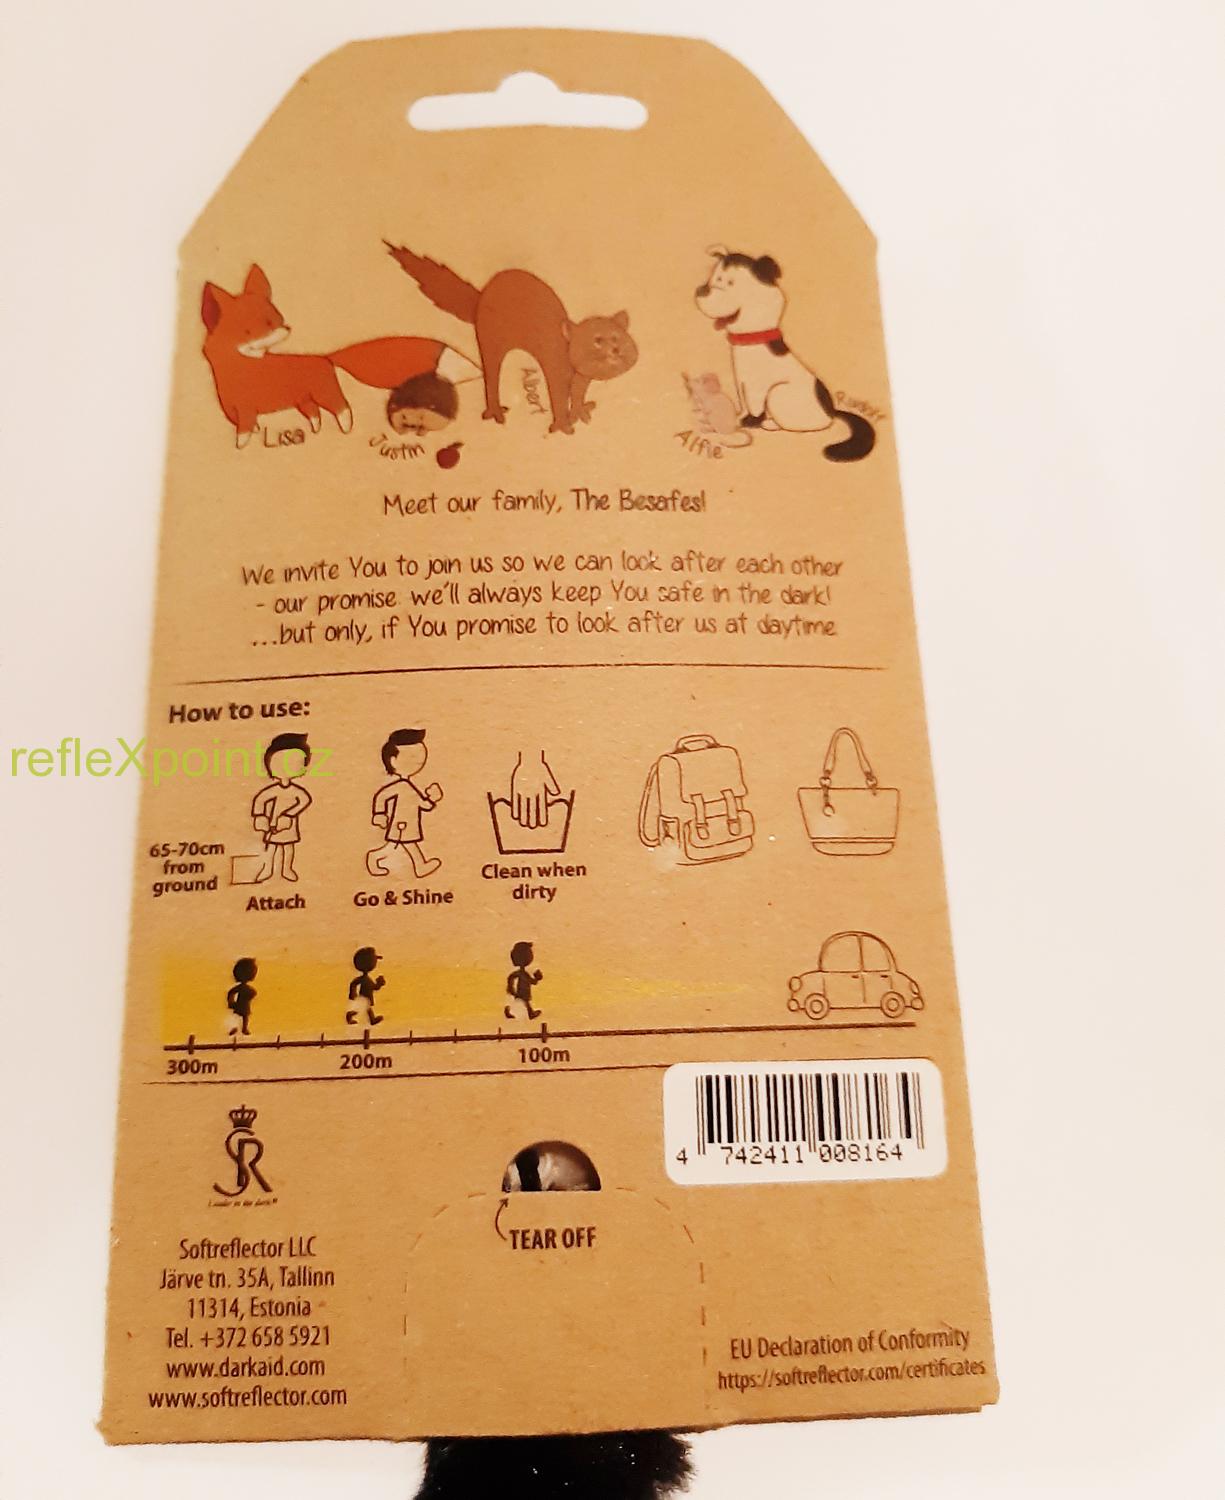 Lisa
Justin
Albert
Alfie
Meet our family, The Besafes!
We invite You to join us so we can look after each other
- our promise: we'll always keep You safe in the dark!
...but only, if You promise to look after us at daytime
How to use:
refleXpoint.cz
65-70cm
from
ground
Attach
Go & Shine
Clean when
dirty
300m
200m
100m
4 742411 008164
SR
TEAR OFF
Softreflector LLC
Järve tn. 35A, Tallinn
11314, Estonia
Tel. +372 658 5921
www.darkaid.com
www.softreflector.com
EU Declaration of Conformity
https://softreflector.com/certificates